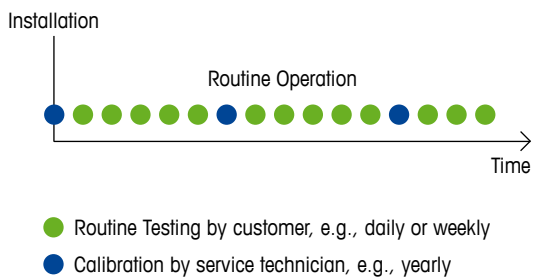 Installation
Routine Operation
Time
Routine Testing by customer, e.g., daily or weekly
Calibration by service technician, e.g., yearly